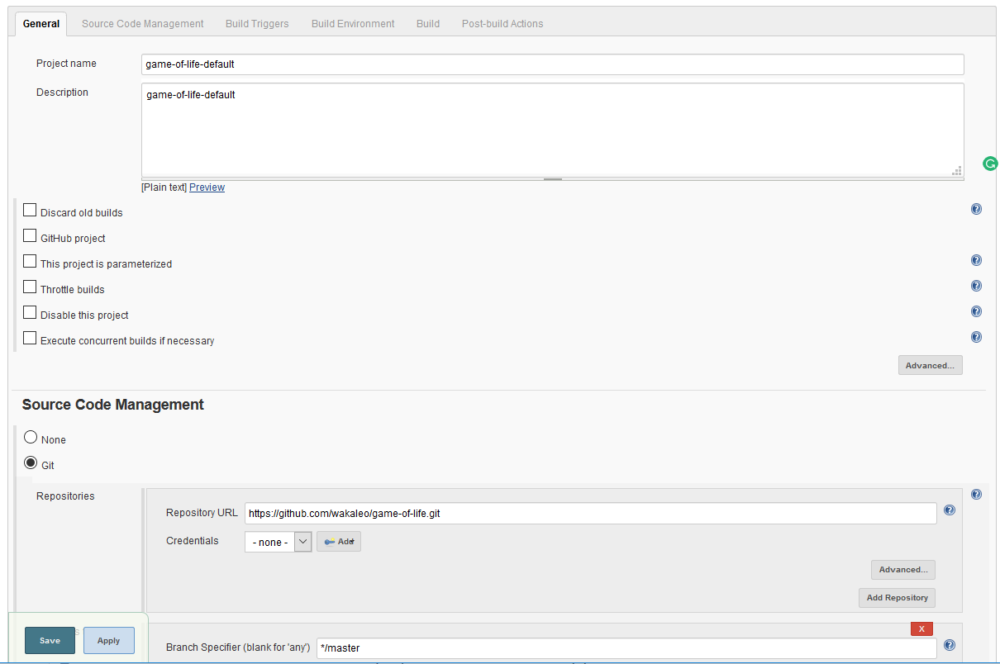 General Source Code Management Build Triggers Build Environment Build Post-build Actions
Project name game-of-life-default
Description game-of-life-default
[Plain text] Preview
Discard old builds
GitHub project
This project is parameterized
Throttle builds
Disable this project
Execute concurrent builds if necessary
Advanced...
Source Code Management
None
Git
Repositories
Repository URL https://github.com/wakaleo/game-of-life.git
Credentials - none - Add
Advanced...
Add Repository
X
Save Apply
Branch Specifier (blank for 'any') */master